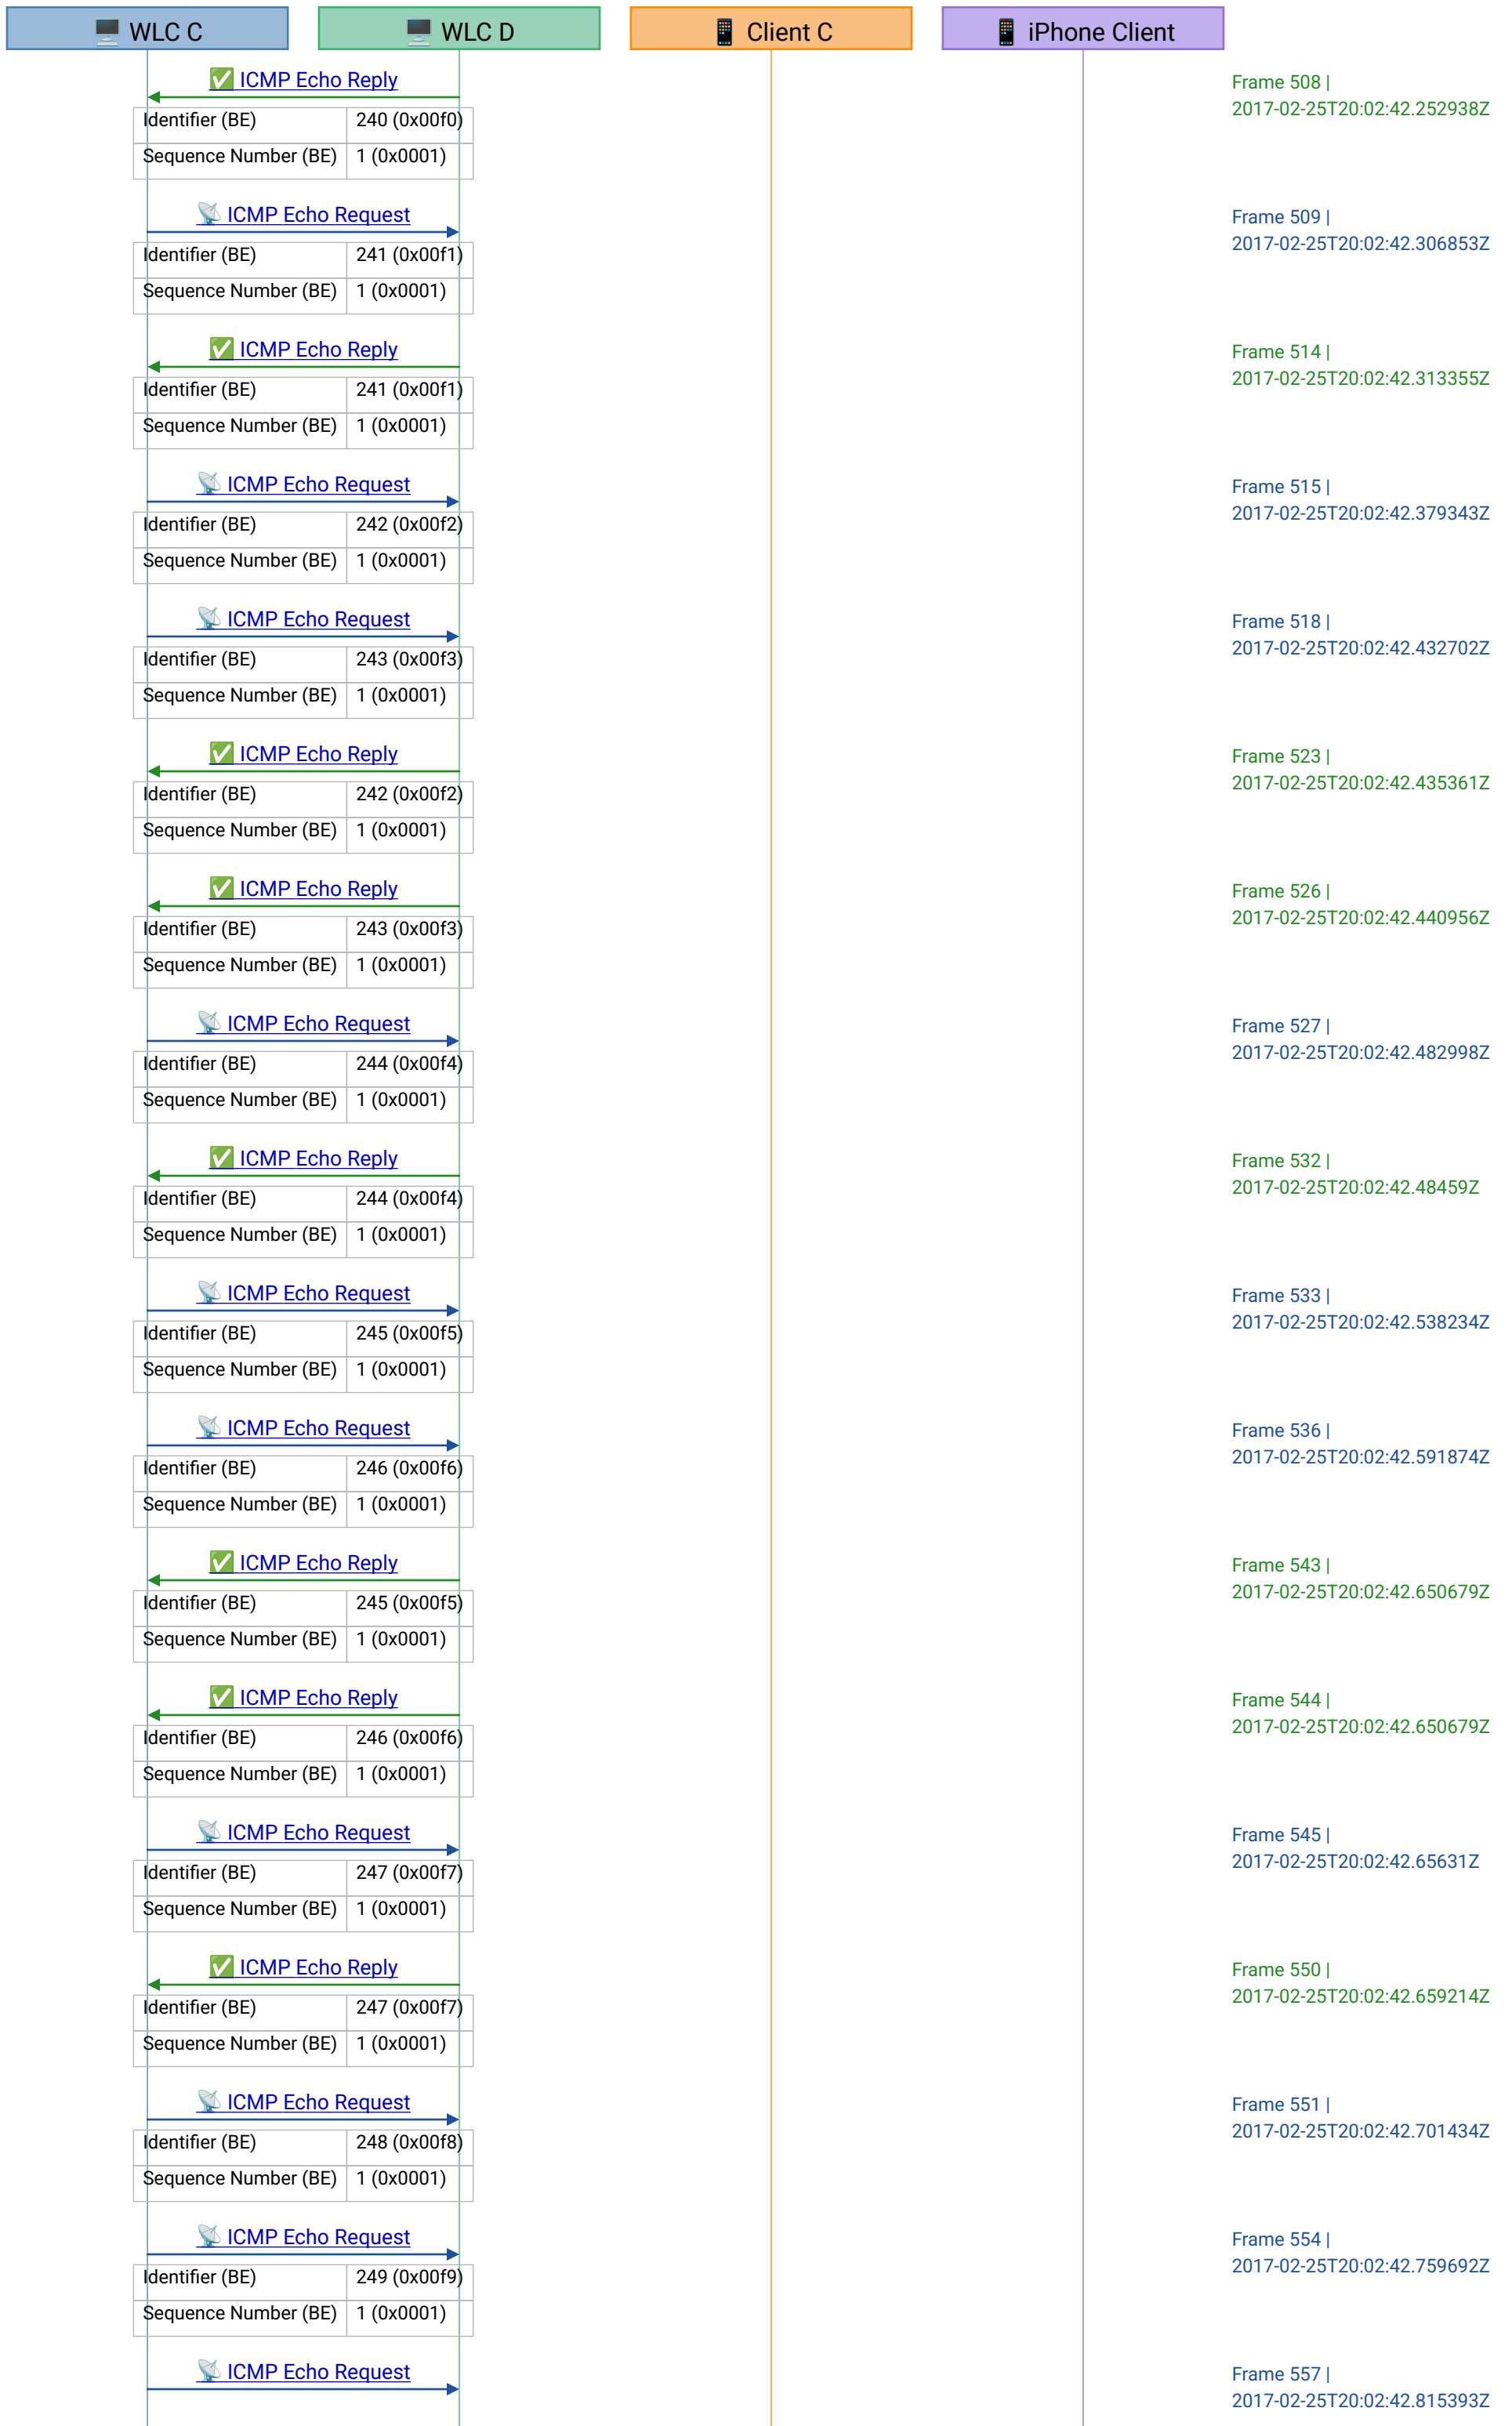 WLC C
WLC D
Client C
iPhone Client
ICMP Echo Reply
Frame 508 |
2017-02-25T20:02:42.252938Z
Identifier (BE) 240 (0x00f0)
Sequence Number (BE) 1 (0x0001)
ICMP Echo Request
Frame 509 |
2017-02-25T20:02:42.306853Z
Identifier (BE) 241 (0x00f1)
Sequence Number (BE) 1 (0x0001)
ICMP Echo Reply
Frame 514 |
2017-02-25T20:02:42.313355Z
Identifier (BE) 241 (0x00f1)
Sequence Number (BE) 1 (0x0001)
ICMP Echo Request
Frame 515 |
2017-02-25T20:02:42.379343Z
Identifier (BE) 242 (0x00f2)
Sequence Number (BE) 1 (0x0001)
ICMP Echo Request
Frame 518 |
2017-02-25T20:02:42.432702Z
Identifier (BE) 243 (0x00f3)
Sequence Number (BE) 1 (0x0001)
ICMP Echo Reply
Frame 523 |
2017-02-25T20:02:42.435361Z
Identifier (BE) 242 (0x00f2)
Sequence Number (BE) 1 (0x0001)
ICMP Echo Reply
Frame 526 |
2017-02-25T20:02:42.440956Z
Identifier (BE) 243 (0x00f3)
Sequence Number (BE) 1 (0x0001)
ICMP Echo Request
Frame 527 |
2017-02-25T20:02:42.482998Z
Identifier (BE) 244 (0x00f4)
Sequence Number (BE) 1 (0x0001)
ICMP Echo Reply
Frame 532 |
2017-02-25T20:02:42.48459Z
Identifier (BE) 244 (0x00f4)
Sequence Number (BE) 1 (0x0001)
ICMP Echo Request
Frame 533 |
2017-02-25T20:02:42.538234Z
Identifier (BE) 245 (0x00f5)
Sequence Number (BE) 1 (0x0001)
ICMP Echo Request
Frame 536 |
2017-02-25T20:02:42.591874Z
Identifier (BE) 246 (0x00f6)
Sequence Number (BE) 1 (0x0001)
ICMP Echo Reply
Frame 543 |
2017-02-25T20:02:42.650679Z
Identifier (BE) 245 (0x00f5)
Sequence Number (BE) 1 (0x0001)
ICMP Echo Reply
Frame 544 |
2017-02-25T20:02:42.650679Z
Identifier (BE) 246 (0x00f6)
Sequence Number (BE) 1 (0x0001)
ICMP Echo Request
Frame 545 |
2017-02-25T20:02:42.65631Z
Identifier (BE) 247 (0x00f7)
Sequence Number (BE) 1 (0x0001)
ICMP Echo Reply
Frame 550 |
2017-02-25T20:02:42.659214Z
Identifier (BE) 247 (0x00f7)
Sequence Number (BE) 1 (0x0001)
ICMP Echo Request
Frame 551 |
2017-02-25T20:02:42.701434Z
Identifier (BE) 248 (0x00f8)
Sequence Number (BE) 1 (0x0001)
ICMP Echo Request
Frame 554 |
2017-02-25T20:02:42.759692Z
Identifier (BE) 249 (0x00f9)
Sequence Number (BE) 1 (0x0001)
ICMP Echo Request
Frame 557 |
2017-02-25T20:02:42.815393Z